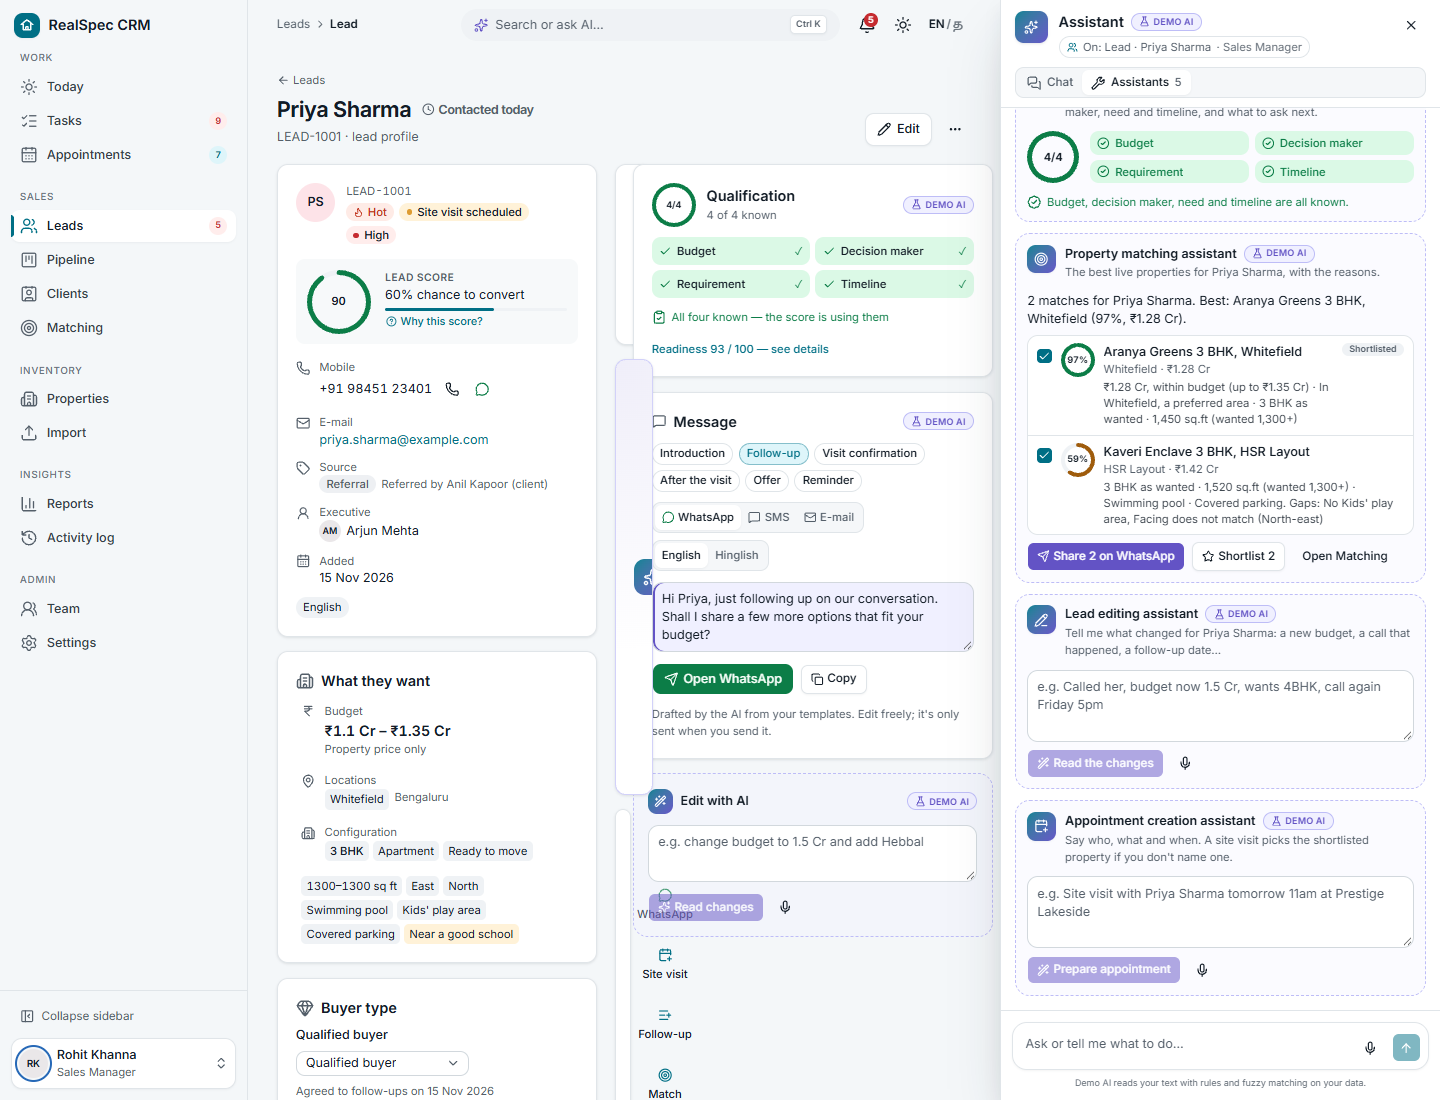 RealSpec CRM
WORK
Today
Tasks
9
Appointments
7
SALES
Leads
5
Pipeline
Clients
Matching
INVENTORY
Properties
Import
INSIGHTS
Reports
Activity log
ADMIN
Team
Settings
Collapse sidebar
RK
Rohit Khanna
Sales Manager
Leads > Lead
Search or ask AI...
Ctrl K
5
EN / த
← Leads
Priya Sharma
Contacted today
LEAD-1001 · lead profile
Edit
PS
LEAD-1001
Hot
Site visit scheduled
High
90
LEAD SCORE
60% chance to convert
Why this score?
Mobile
+91 98451 23401
E-mail
priya.sharma@example.com
Source
Referral
Referred by Anil Kapoor (client)
Executive
AM
Arjun Mehta
Added
15 Nov 2026
English
What they want
₹
Budget
₹1.1 Cr – ₹1.35 Cr
Property price only
Locations
Whitefield
Bengaluru
Configuration
3 BHK
Apartment
Ready to move
1300–1300 sq ft
East
North
Swimming pool
Kids' play area
Covered parking
Near a good school
Buyer type
Qualified buyer
Qualified buyer
Agreed to follow-ups on 15 Nov 2026
4/4
Qualification
4 of 4 known
DEMO AI
Budget
Decision maker
Requirement
Timeline
All four known — the score is using them
Readiness 93 / 100 — see details
Message
DEMO AI
Introduction
Follow-up
Visit confirmation
After the visit
Offer
Reminder
WhatsApp
SMS
E-mail
English
Hinglish
Hi Priya, just following up on our conversation.
Shall I share a few more options that fit your
budget?
Open WhatsApp
Copy
Drafted by the AI from your templates. Edit freely; it's only
sent when you send it.
Edit with AI
DEMO AI
e.g. change budget to 1.5 Cr and add Hebbal
Read changes
WhatsApp
Site visit
Follow-up
Match
Assistant
DEMO AI
On: Lead · Priya Sharma · Sales Manager
Chat
Assistants 5
maker, need and timeline, and what to ask next.
4/4
Budget
Decision maker
Requirement
Timeline
Budget, decision maker, need and timeline are all known.
Property matching assistant
DEMO AI
The best live properties for Priya Sharma, with the reasons.
2 matches for Priya Sharma. Best: Aranya Greens 3 BHK,
Whitefield (97%, ₹1.28 Cr).
97%
Aranya Greens 3 BHK, Whitefield
Shortlisted
Whitefield · ₹1.28 Cr
₹1.28 Cr, within budget (up to ₹1.35 Cr) · In
Whitefield, a preferred area · 3 BHK as
wanted · 1,450 sq.ft (wanted 1,300+)
59%
Kaveri Enclave 3 BHK, HSR Layout
HSR Layout · ₹1.42 Cr
3 BHK as wanted · 1,520 sq.ft (wanted 1,300+) ·
Swimming pool · Covered parking. Gaps: No Kids' play
area, Facing does not match (North-east)
Share 2 on WhatsApp
Shortlist 2
Open Matching
Lead editing assistant
DEMO AI
Tell me what changed for Priya Sharma: a new budget, a call that
happened, a follow-up date...
e.g. Called her, budget now 1.5 Cr, wants 4BHK, call again
Friday 5pm
Read the changes
Appointment creation assistant
DEMO AI
Say who, what and when. A site visit picks the shortlisted
property if you don't name one.
e.g. Site visit with Priya Sharma tomorrow 11am at Prestige
Lakeside
Prepare appointment
Ask or tell me what to do...
Demo AI reads your text with rules and fuzzy matching on your data.